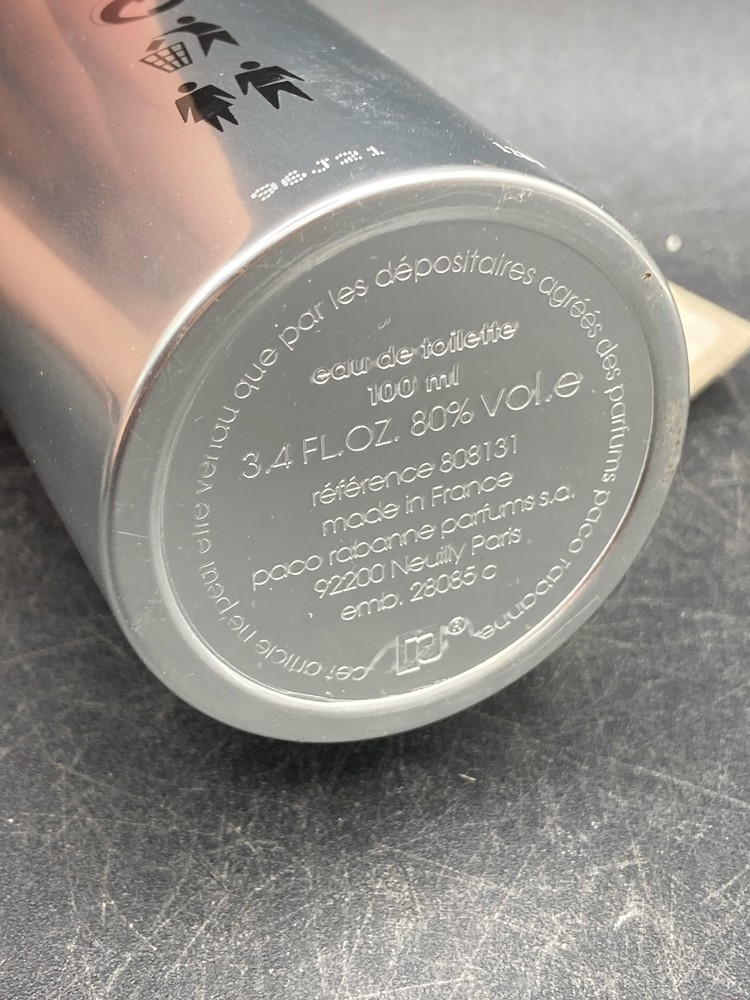 eau de toilette
100 ml
3.4 FL.OZ. 80% vol.e
référence 808131
made in France
paco rabanne parfums s.a.
92200 Neuilly Paris
emb. 28085 c
cet article ne peut être vendu que par les dépositaires agréés des parfums paco rabanne
®